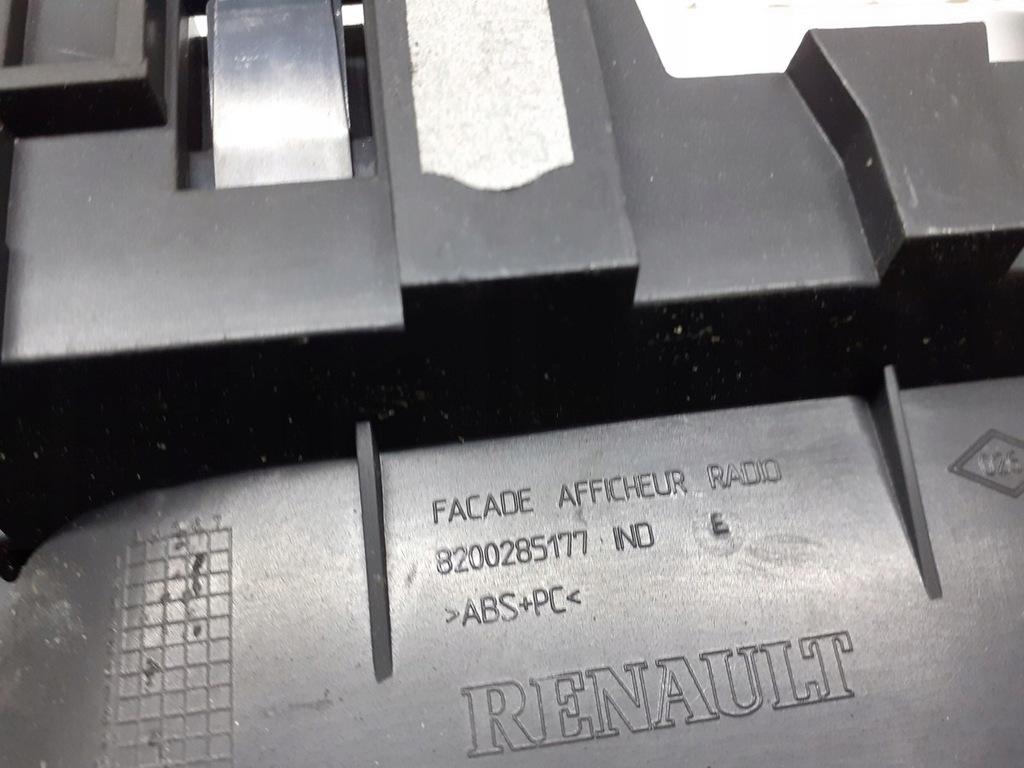 FACADE AFFICHEUR RADIO
8200285177 IND E
>ABS+PC<
RENAULT